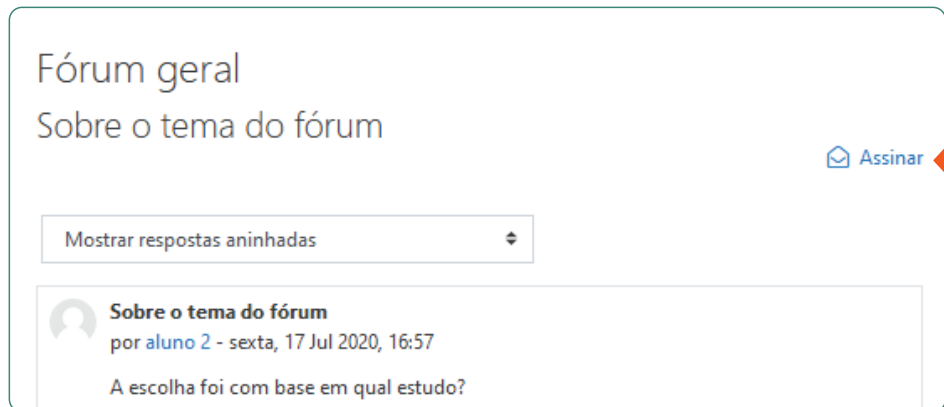 Fórum geral
Sobre o tema do fórum
Assinar
Mostrar respostas aninhadas
Sobre o tema do fórum
por aluno 2 - sexta, 17 Jul 2020, 16:57
A escolha foi com base em qual estudo?